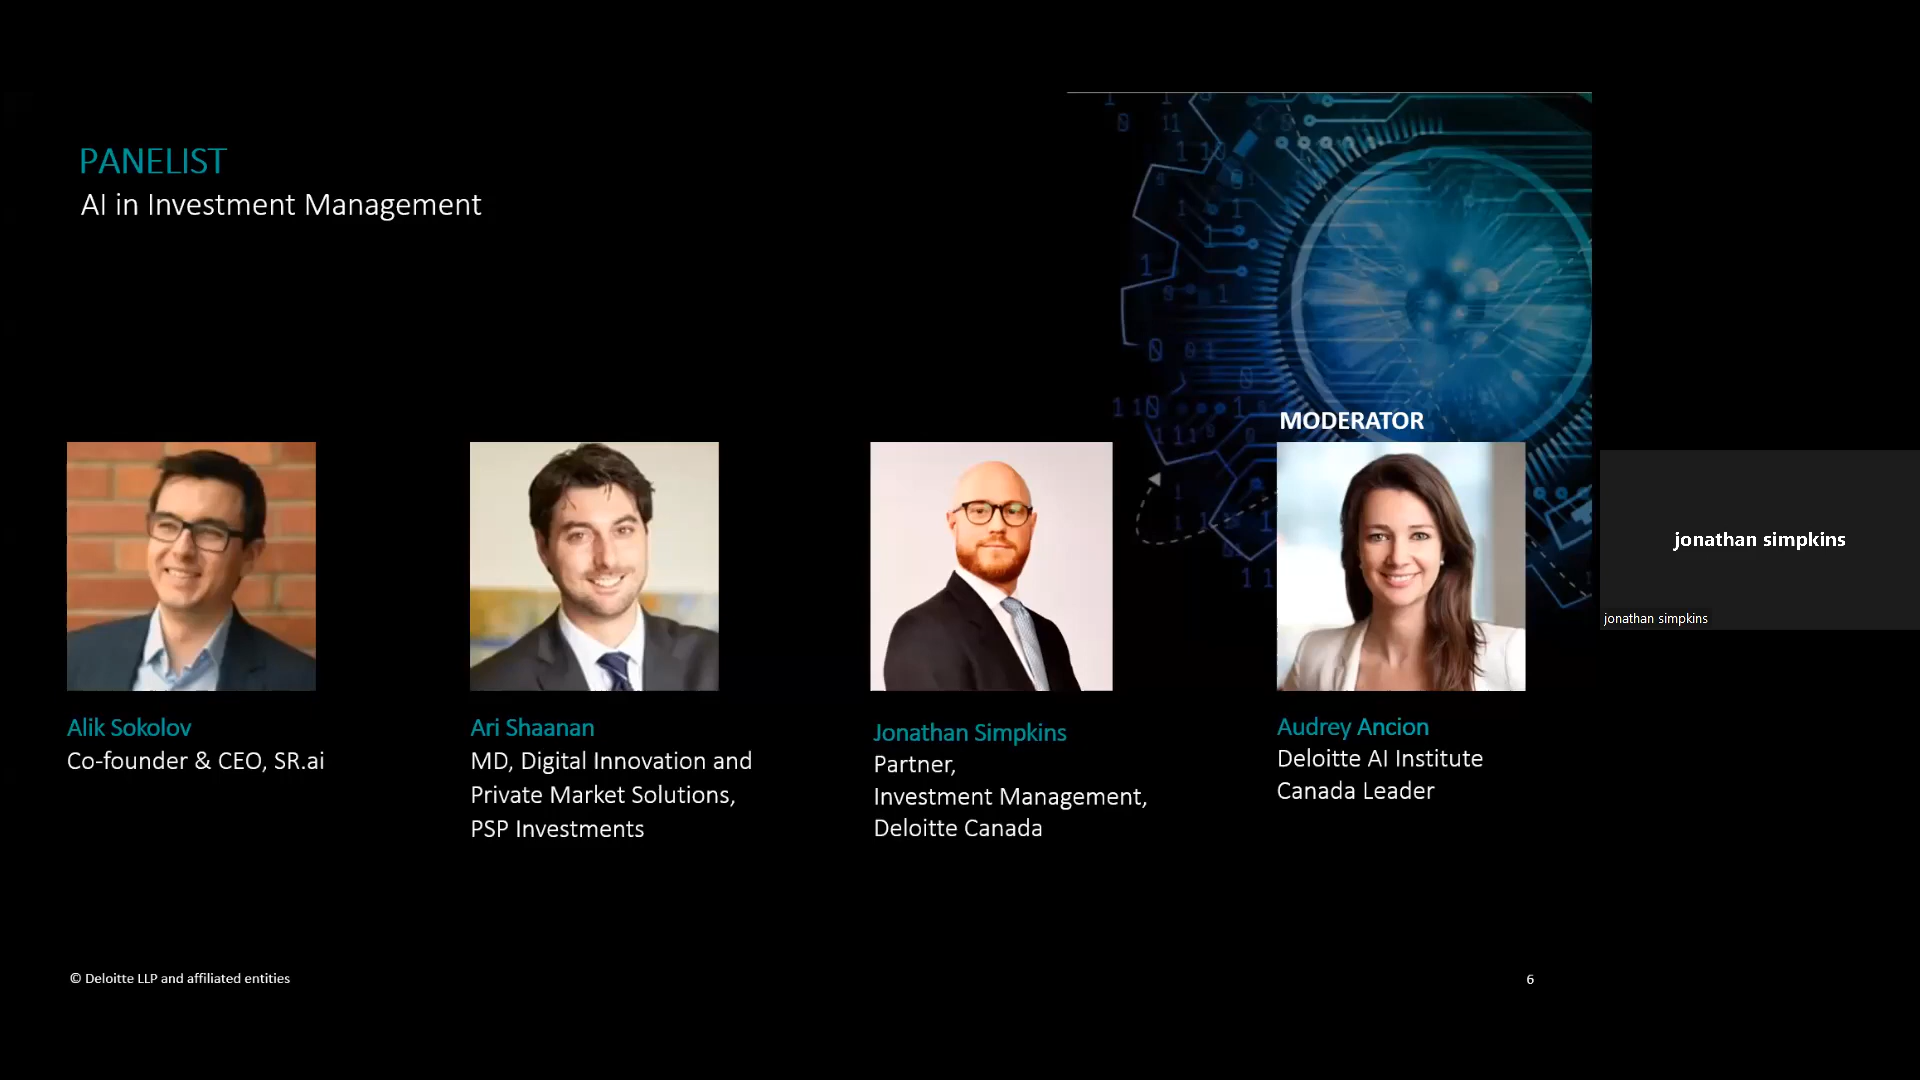 PANELIST
AI in Investment Management
MODERATOR
Alik Sokolov
Co-founder & CEO, SR.ai
Ari Shaanan
MD, Digital Innovation and
Private Market Solutions,
PSP Investments
Jonathan Simpkins
Partner,
Investment Management,
Deloitte Canada
Audrey Ancion
Deloitte AI Institute
Canada Leader
jonathan simpkins
jonathan simpkins
© Deloitte LLP and affiliated entities
6